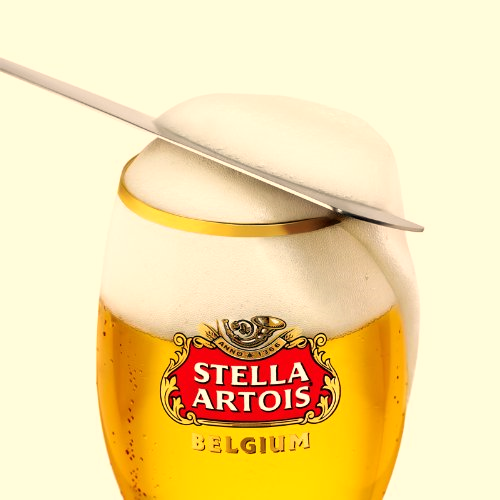 ANNO 1366
STELLA
ARTOIS
BELGIUM